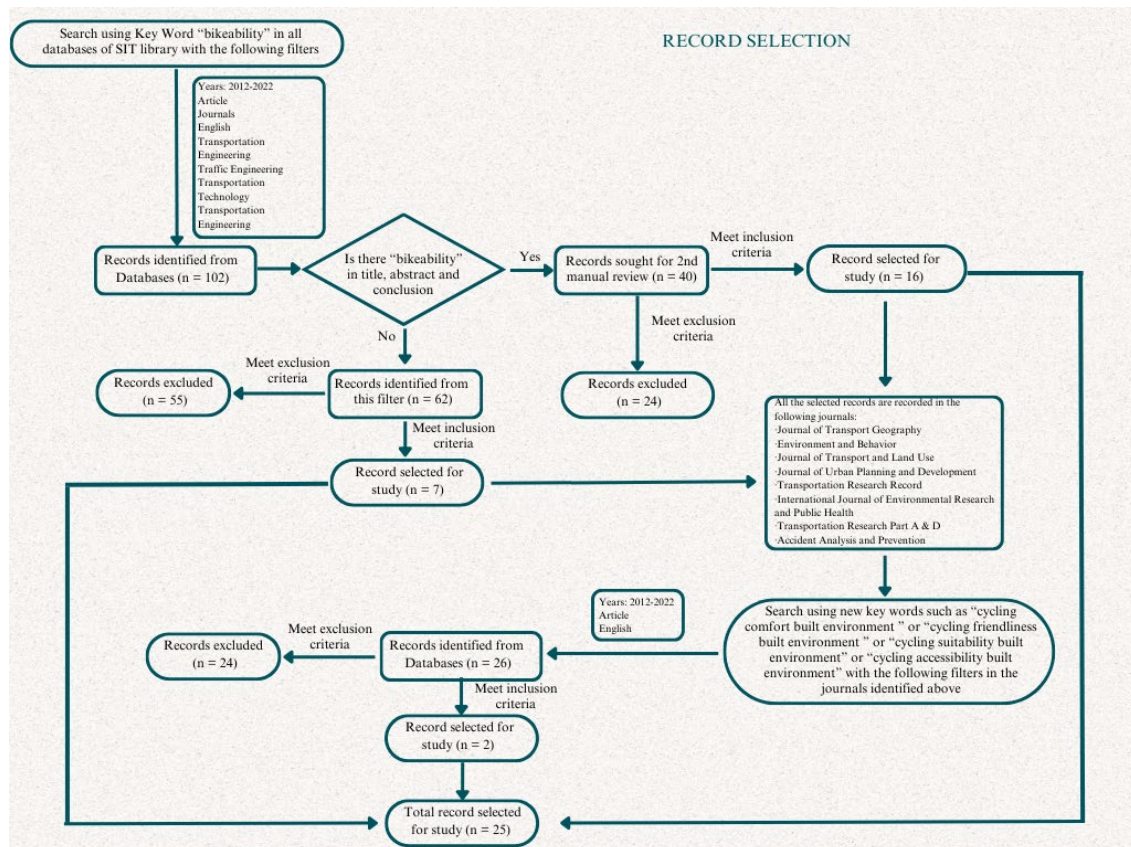 RECORD SELECTION
Search using Key Word “bikeability” in all
databases of SIT library with the following filters
Years: 2012-2022
Article
Journals
English
Transportation
Engineering
Traffic Engineering
Transportation
Technology
Transportation
Engineering
Records identified from
Databases (n = 102)
Is there “bikeability”
in title, abstract and
conclusion
Yes
Records sought for 2nd
manual review (n = 40)
Meet inclusion
criteria
Record selected for
study (n = 16)
No
Meet exclusion
criteria
Records excluded
(n = 24)
Records identified from
this filter (n = 62)
Meet exclusion
criteria
Records excluded
(n = 55)
Meet inclusion
criteria
Record selected for
study (n = 7)
All the selected records are recorded in the
following journals:
·Journal of Transport Geography
·Environment and Behavior
·Journal of Transport and Land Use
·Journal of Urban Planning and Development
·Transportation Research Record
·International Journal of Environmental Research
and Public Health
·Transportation Research Part A & D
·Accident Analysis and Prevention
Search using new key words such as “cycling
comfort built environment ” or “cycling friendliness
built environment ” or “cycling suitability built
environment” or “cycling accessibility built
environment” with the following filters in the
journals identified above
Years: 2012-2022
Article
English
Records identified from
Databases (n = 26)
Meet exclusion
criteria
Records excluded
(n = 24)
Meet inclusion
criteria
Record selected for
study (n = 2)
Total record selected
for study (n = 25)